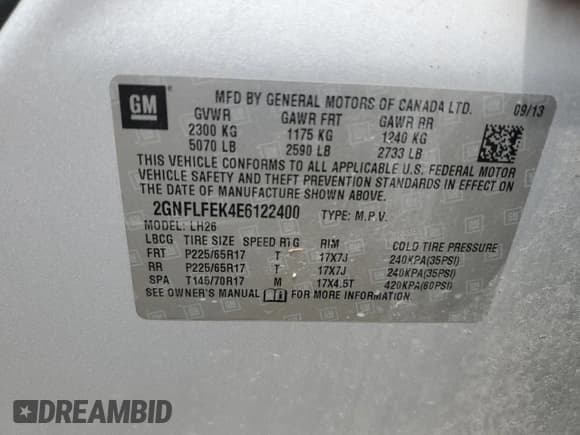 GM
MFD BY GENERAL MOTORS OF CANADA LTD. 09/13
GVWR GAWR FRT GAWR RR
2300 KG 1175 KG 1240 KG
5070 LB 2590 LB 2733 LB
THIS VEHICLE CONFORMS TO ALL APPLICABLE U.S. FEDERAL MOTOR
VEHICLE SAFETY AND THEFT PREVENTION STANDARDS IN EFFECT ON
THE DATE OF MANUFACTURE SHOWN ABOVE.
2GNFLFEK4E6122400 TYPE: M.P.V.
MODEL: LH26
LBCG TIRE SIZE SPEED RTG RIM COLD TIRE PRESSURE
FRT P225/65R17 T 17X7J 240KPA(35PSI)
RR P225/65R17 T 17X7J 240KPA(35PSI)
SPA T145/70R17 M 17X4.5T 420KPA(60PSI)
SEE OWNER'S MANUAL FOR MORE INFORMATION
DREAMBID